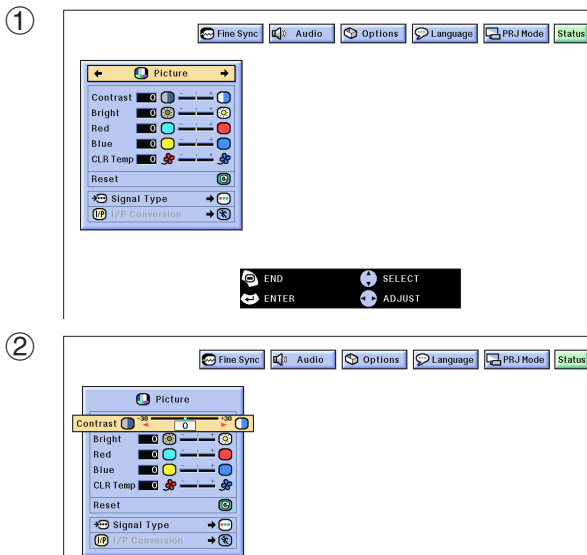 1
Fine Sync Audio Options Language PRJ Mode Status
Picture
Contrast 0 - +
Bright 0 - +
Red 0 - +
Blue 0 - +
CLR Temp 0 - +
Reset
Signal Type
I/P I/P Conversion
END SELECT
ENTER ADJUST
2
Fine Sync Audio Options Language PRJ Mode Status
Picture
Contrast -30 0 +30
Bright 0 - +
Red 0 - +
Blue 0 - +
CLR Temp 0 - +
Reset
Signal Type
I/P I/P Conversion